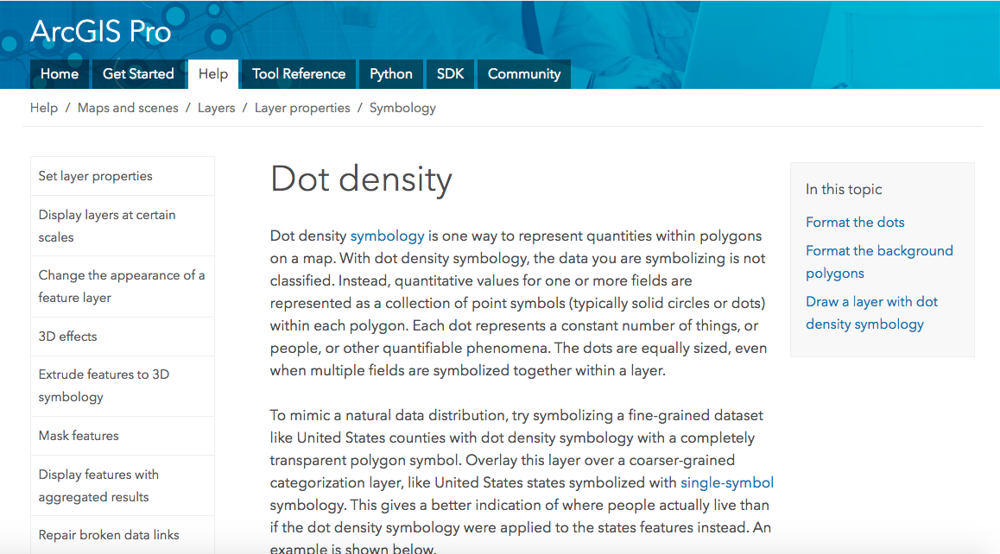 ArcGIS Pro
Home
Get Started
Help
Tool Reference
Python
SDK
Community
Help / Maps and scenes / Layers / Layer properties / Symbology
Set layer properties
Display layers at certain
scales
Change the appearance of a
feature layer
3D effects
Extrude features to 3D
symbology
Mask features
Display features with
aggregated results
Repair broken data links
Dot density
Dot density symbology is one way to represent quantities within polygons
on a map. With dot density symbology, the data you are symbolizing is not
classified. Instead, quantitative values for one or more fields are
represented as a collection of point symbols (typically solid circles or dots)
within each polygon. Each dot represents a constant number of things, or
people, or other quantifiable phenomena. The dots are equally sized, even
when multiple fields are symbolized together within a layer.
To mimic a natural data distribution, try symbolizing a fine-grained dataset
like United States counties with dot density symbology with a completely
transparent polygon symbol. Overlay this layer over a coarser-grained
categorization layer, like United States states symbolized with single-symbol
symbology. This gives a better indication of where people actually live than
if the dot density symbology were applied to the states features instead. An
example is shown below.
In this topic
Format the dots
Format the background
polygons
Draw a layer with dot
density symbology